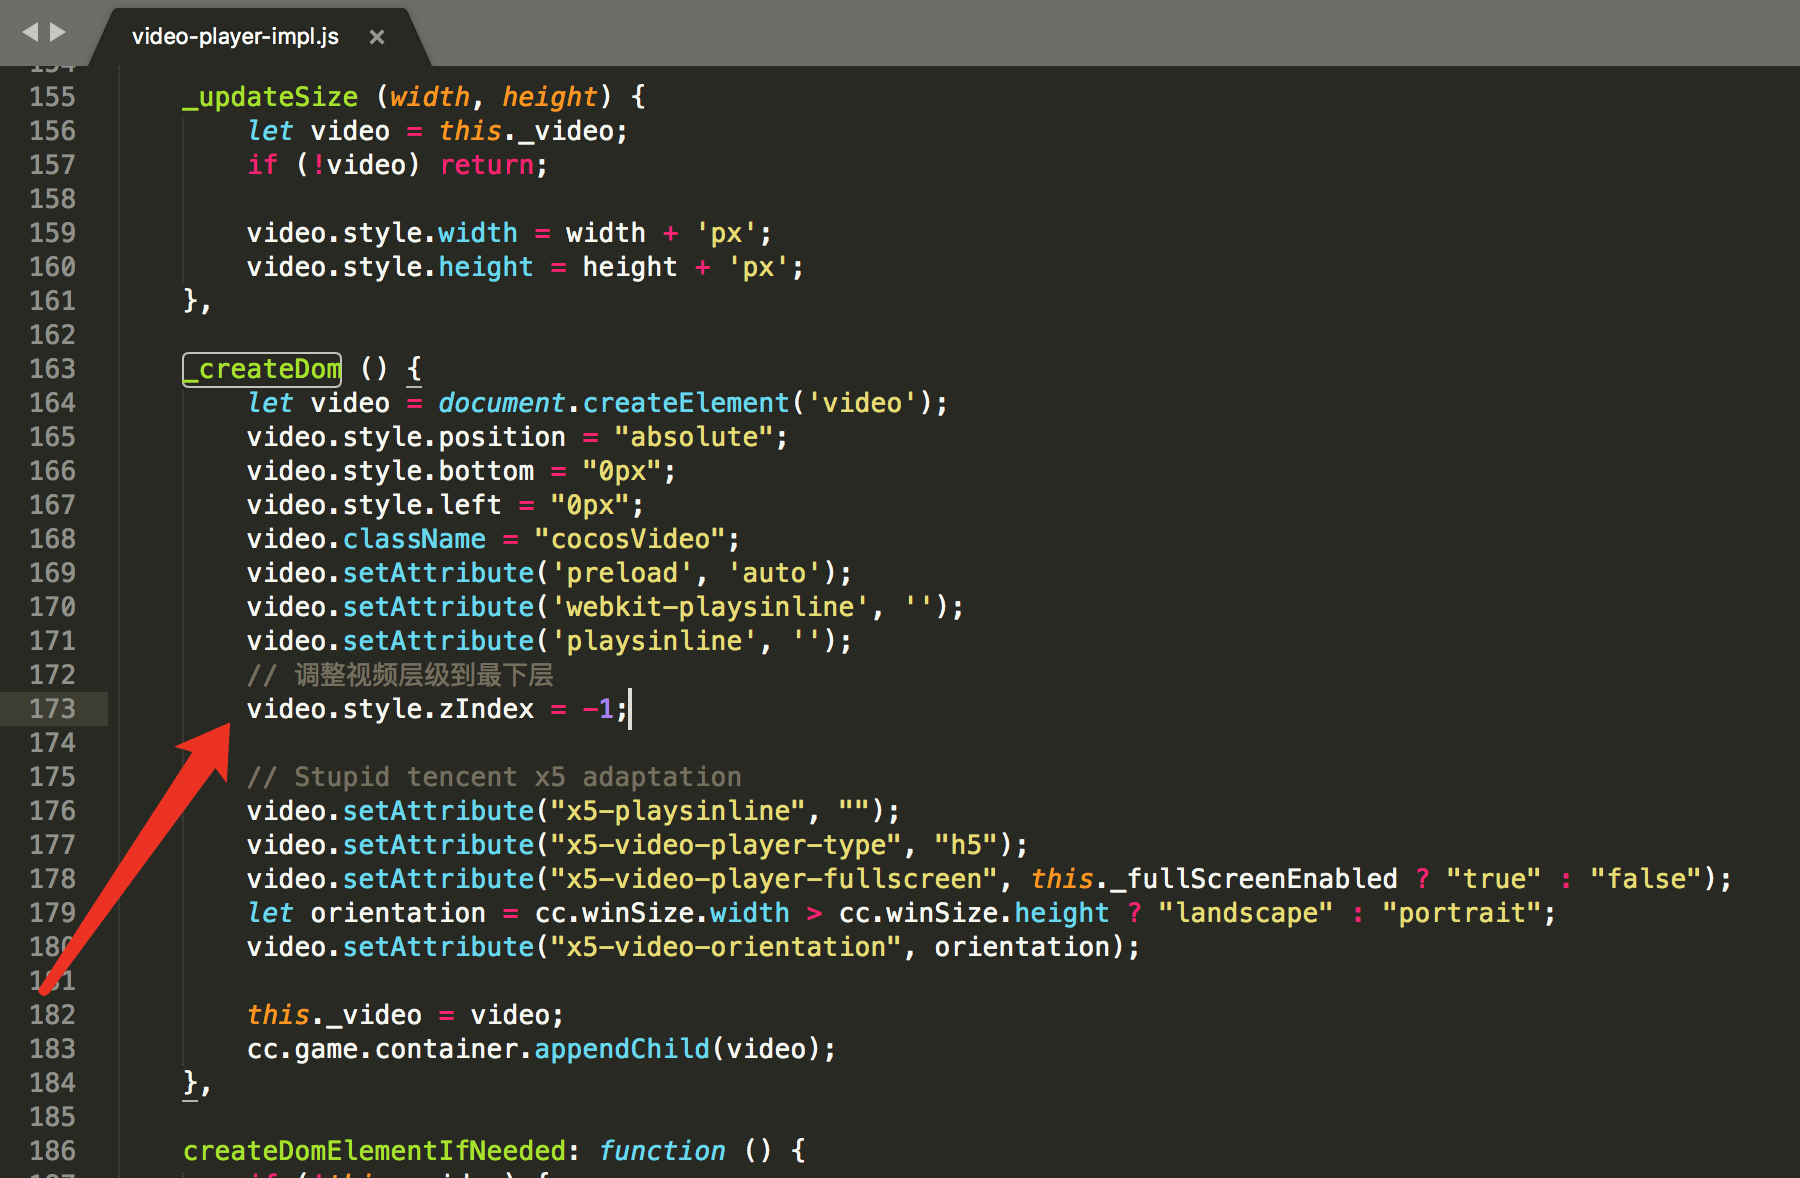 video-player-impl.js ×
154
155 _updateSize (width, height) {
156 let video = this._video;
157 if (!video) return;
158
159 video.style.width = width + 'px';
160 video.style.height = height + 'px';
161 },
162
163 _createDom () {
164 let video = document.createElement('video');
165 video.style.position = "absolute";
166 video.style.bottom = "0px";
167 video.style.left = "0px";
168 video.className = "cocosVideo";
169 video.setAttribute('preload', 'auto');
170 video.setAttribute('webkit-playsinline', '');
171 video.setAttribute('playsinline', '');
172 // 调整视频层级到最下层
173 video.style.zIndex = -1;
174
175 // Stupid tencent x5 adaptation
176 video.setAttribute("x5-playsinline", "");
177 video.setAttribute("x5-video-player-type", "h5");
178 video.setAttribute("x5-video-player-fullscreen", this._fullScreenEnabled ? "true" : "false");
179 let orientation = cc.winSize.width > cc.winSize.height ? "landscape" : "portrait";
180 video.setAttribute("x5-video-orientation", orientation);
181
182 this._video = video;
183 cc.game.container.appendChild(video);
184 },
185
186 createDomElementIfNeeded: function () {